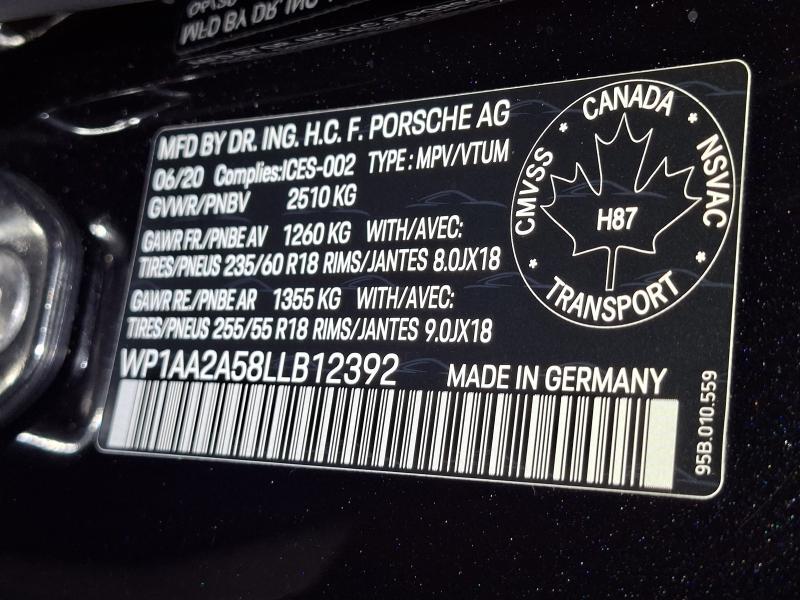 MFD BY DR. ING. H.C. F. PORSCHE AG
06/20 Complies:ICES-002 TYPE : MPV/VTUM
GVWR/PNBV 2510 KG
GAWR FR./PNBE AV 1260 KG WITH/AVEC:
TIRES/PNEUS 235/60 R18 RIMS/JANTES 8.0JX18
GAWR RE./PNBE AR 1355 KG WITH/AVEC:
TIRES/PNEUS 255/55 R18 RIMS/JANTES 9.0JX18
WP1AA2A58LLB12392 MADE IN GERMANY
CANADA
CMVSS
NSVAC
H87
TRANSPORT
95B.010.559